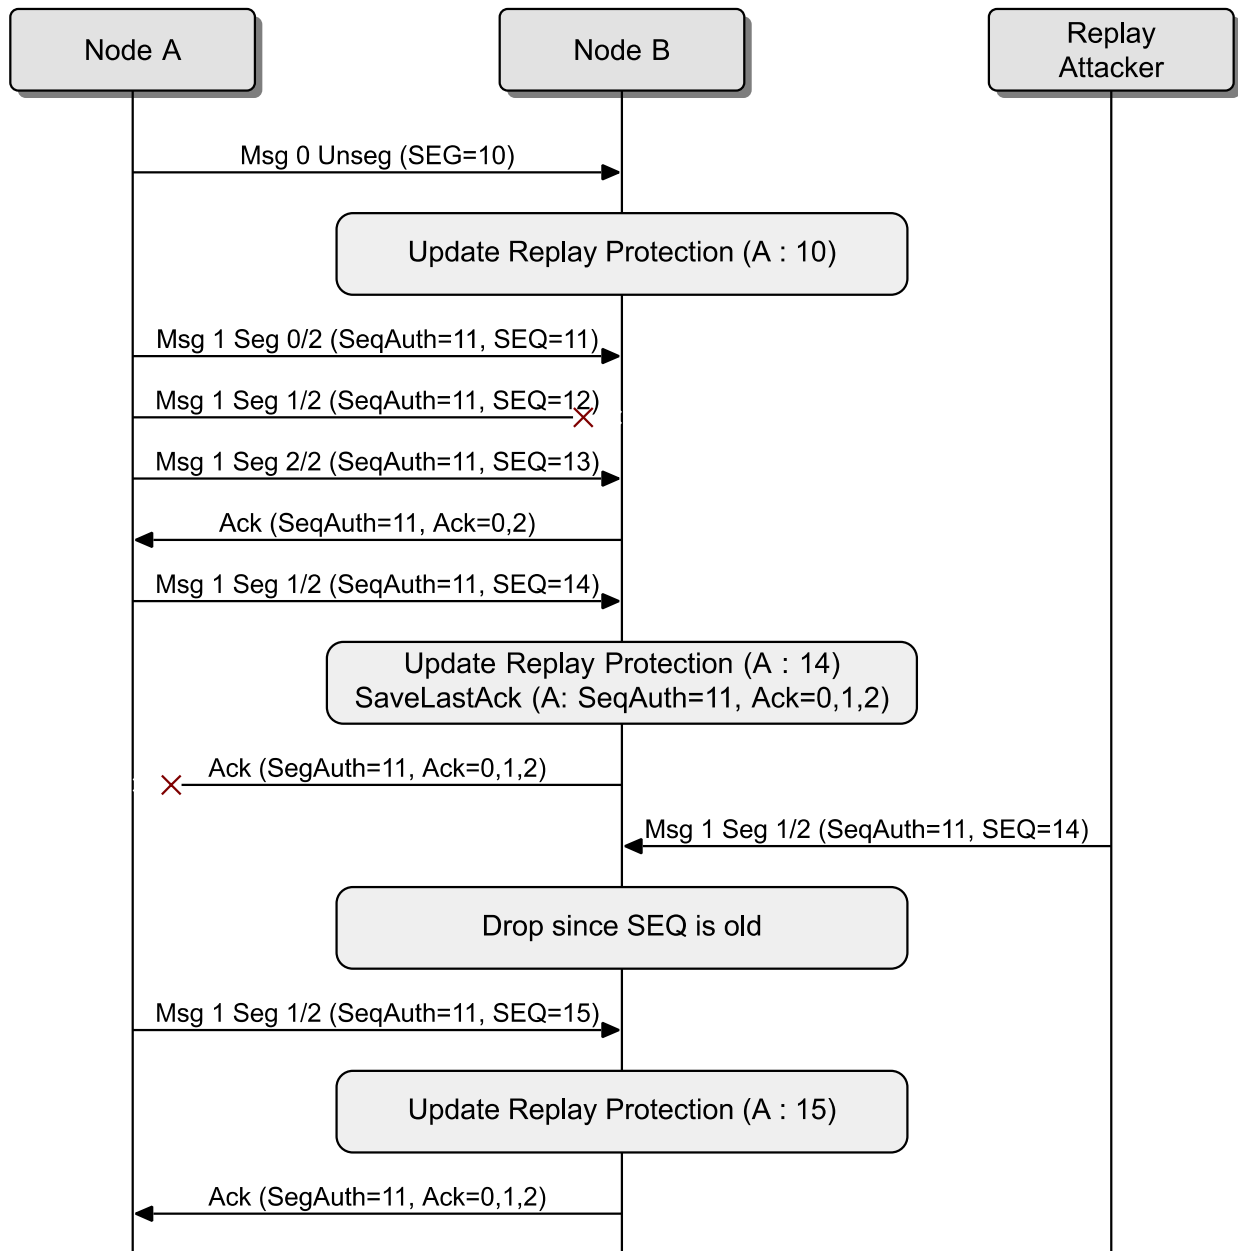 Node A
Node B
Replay
Attacker
Msg 0 Unseg (SEG=10)
Update Replay Protection (A : 10)
Msg 1 Seg 0/2 (SeqAuth=11, SEQ=11)
Msg 1 Seg 1/2 (SeqAuth=11, SEQ=12)
Msg 1 Seg 2/2 (SeqAuth=11, SEQ=13)
Ack (SeqAuth=11, Ack=0,2)
Msg 1 Seg 1/2 (SeqAuth=11, SEQ=14)
Update Replay Protection (A : 14)
SaveLastAck (A: SeqAuth=11, Ack=0,1,2)
Ack (SegAuth=11, Ack=0,1,2)
Msg 1 Seg 1/2 (SeqAuth=11, SEQ=14)
Drop since SEQ is old
Msg 1 Seg 1/2 (SeqAuth=11, SEQ=15)
Update Replay Protection (A : 15)
Ack (SegAuth=11, Ack=0,1,2)